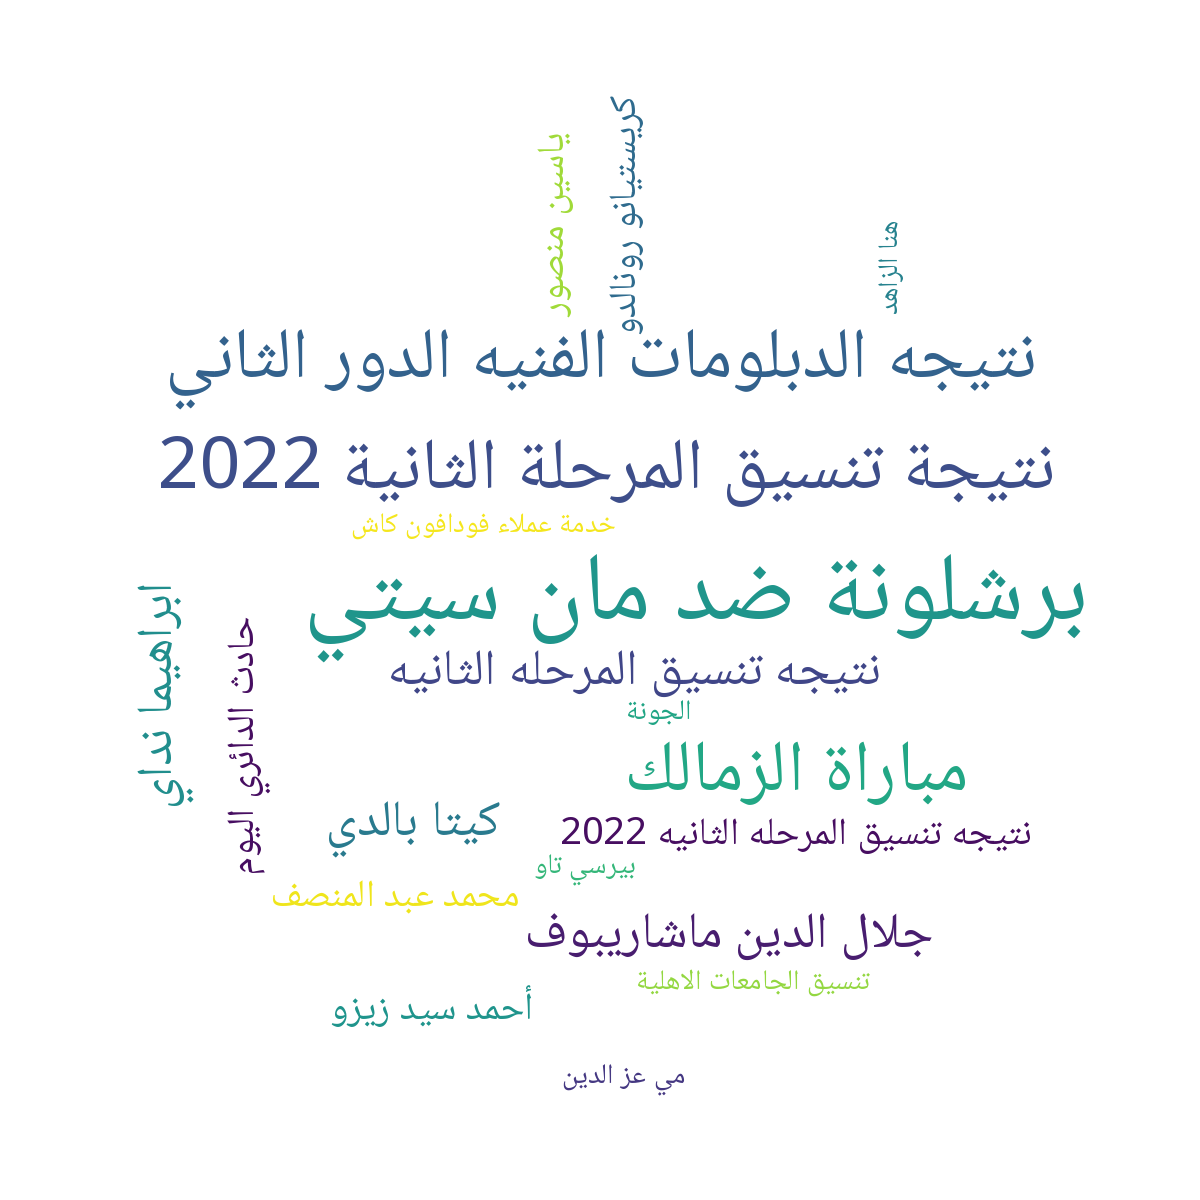 كريستيانو رونالدو
ياسين منصور
هنا الزاهد
نتيجه الدبلومات الفنيه الدور الثاني
نتيجة تنسيق المرحلة الثانية 2022
خدمة عملاء فودافون كاش
برشلونة ضد مان سيتي
ابراهيما نداي
حادث الدائري اليوم
نتيجه تنسيق المرحله الثانيه
الجونة
مباراة الزمالك
كيتا بالدي
نتيجه تنسيق المرحله الثانيه 2022
بيرسي تاو
محمد عبد المنصف
جلال الدين ماشاريبوف
تنسيق الجامعات الاهلية
أحمد سيد زيزو
مي عز الدين